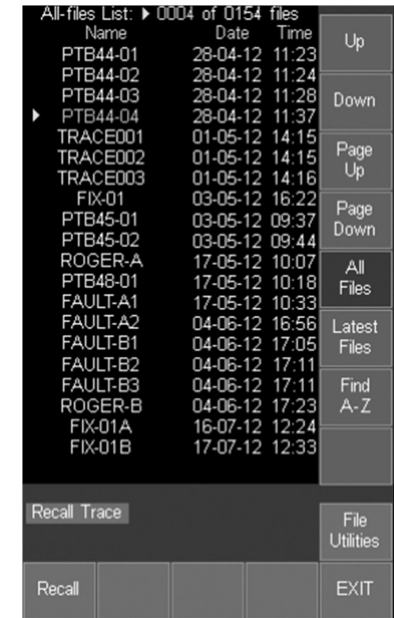 All-files List: ▶ 0004 of 0154 files
Name Date Time
PTB44-01 28-04-12 11:23
PTB44-02 28-04-12 11:24
PTB44-03 28-04-12 11:28
▶ PTB44-04 28-04-12 11:37
TRACE001 01-05-12 14:15
TRACE002 01-05-12 14:15
TRACE003 01-05-12 14:16
FIX-01 03-05-12 16:22
PTB45-01 03-05-12 09:37
PTB45-02 03-05-12 09:44
ROGER-A 17-05-12 10:07
PTB48-01 17-05-12 10:18
FAULT-A1 17-05-12 10:33
FAULT-A2 04-06-12 16:56
FAULT-B1 04-06-12 17:05
FAULT-B2 04-06-12 17:11
FAULT-B3 04-06-12 17:11
ROGER-B 04-06-12 17:23
FIX-01A 16-07-12 12:24
FIX-01B 17-07-12 12:33
Up
Down
Page
Up
Page
Down
All
Files
Latest
Files
Find
A-Z
Recall Trace
File
Utilities
Recall
EXIT